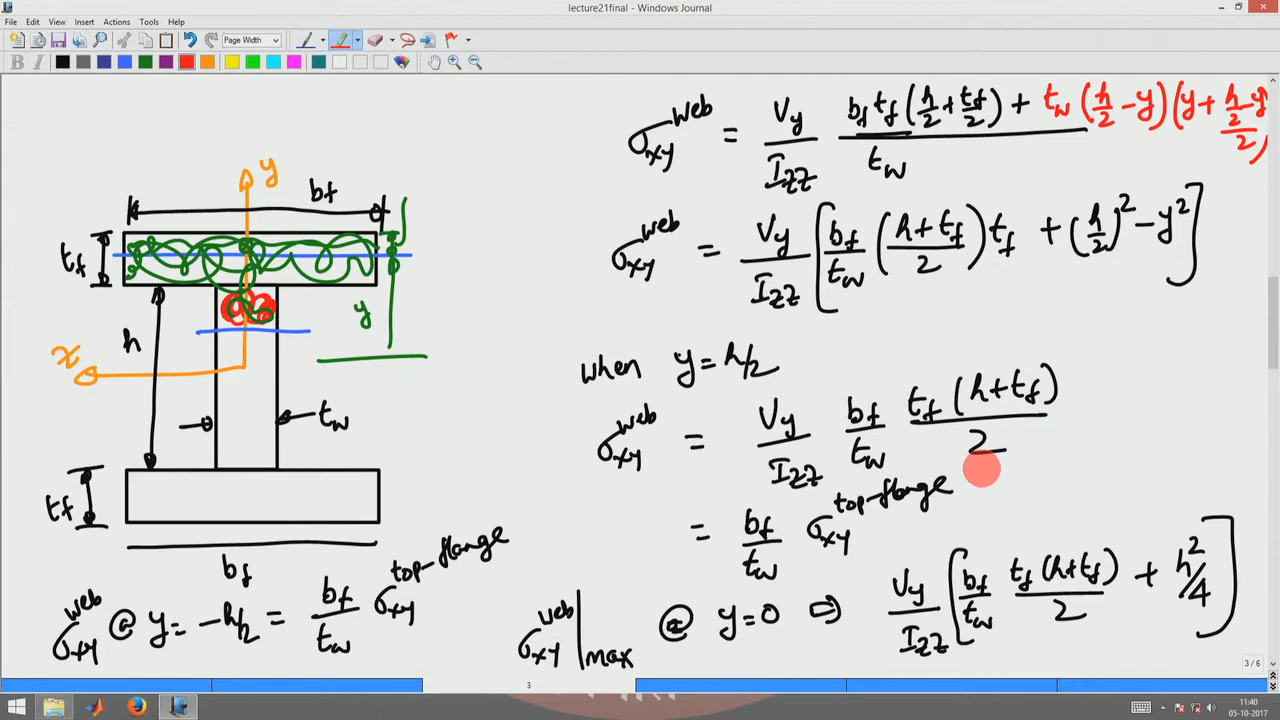 lecture21final - Windows Journal
File Edit View Insert Actions Tools Help
Page Width
B I
y
bf
tf
h
z
y
tw
tf
bf
σxy^web @ y = -h/2 = bf/tw σxy^top-flange
σxy^web = Vy/Izz (bf tf (h/2 + tf/2) + tw (h/2 - y)(y + (h/2 - y)/2))/tw
σxy^web = Vy/Izz [bf/tw ((h + tf)/2) tf + (h/2)² - y²]
when y = h/2
σxy^web = Vy/Izz bf/tw tf (h + tf)/2
= bf/tw σxy^top-flange
σxy^web|max @ y = 0 ⇒ Vy/Izz [bf/tw tf (h + tf)/2 + h²/4]
3 / 6
3
11:40
05-10-2017